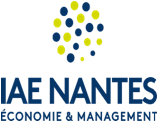 IAE NANTES
ÉCONOMIE & MANAGEMENT